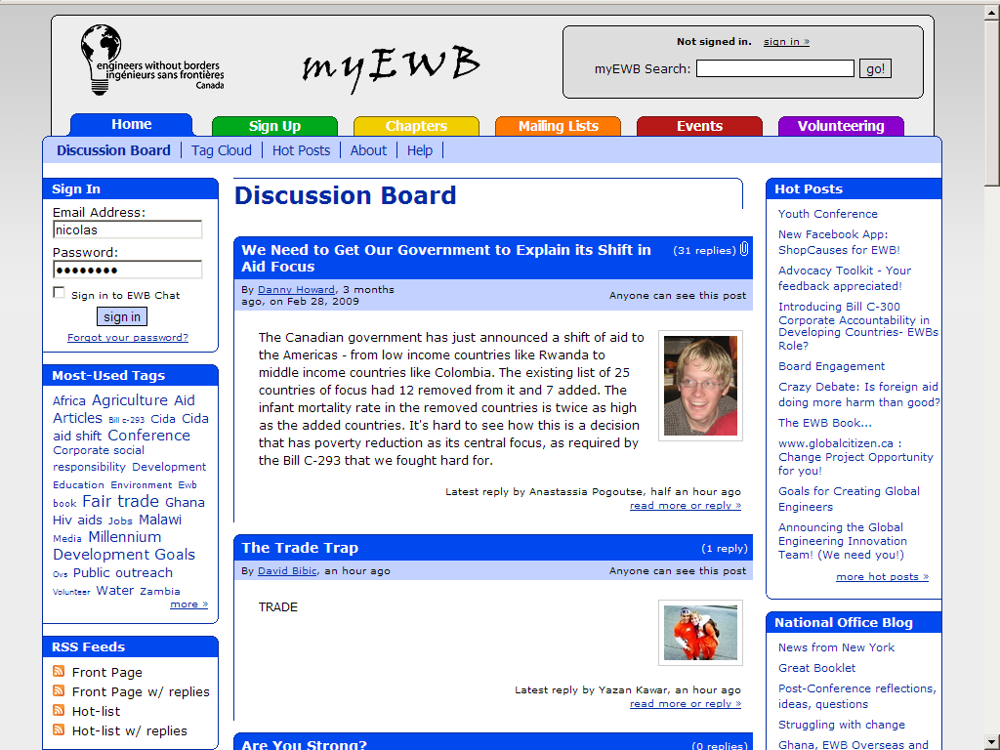 engineers without borders
ingénieurs sans frontières
Canada
myEWB
Not signed in. sign in »
myEWB Search: go!
Home
Sign Up
Chapters
Mailing Lists
Events
Volunteering
Discussion Board
Tag Cloud
Hot Posts
About
Help
Sign In
Email Address:
nicolas
Password:
Sign in to EWB Chat
sign in
Forgot your password?
Most-Used Tags
Africa Agriculture Aid
Articles Bill c-293 Cida Cida
aid shift Conference
Corporate social
responsibility Development
Education Environment Ewb
book Fair trade Ghana
Hiv aids Jobs Malawi
Media Millennium
Development Goals
Ovs Public outreach
Volunteer Water Zambia
more »
RSS Feeds
Front Page
Front Page w/ replies
Hot-list
Hot-list w/ replies
Discussion Board
We Need to Get Our Government to Explain its Shift in
Aid Focus
(31 replies)
By Danny Howard, 3 months
ago, on Feb 28, 2009
Anyone can see this post
The Canadian government has just announced a shift of aid to
the Americas - from low income countries like Rwanda to
middle income countries like Colombia. The existing list of 25
countries of focus had 12 removed from it and 7 added. The
infant mortality rate in the removed countries is twice as high
as the added countries. It's hard to see how this is a decision
that has poverty reduction as its central focus, as required by
the Bill C-293 that we fought hard for.
Latest reply by Anastassia Pogoutse, half an hour ago
read more or reply »
The Trade Trap
(1 reply)
By David Bibic, an hour ago
Anyone can see this post
TRADE
Latest reply by Yazan Kawar, an hour ago
read more or reply »
Are You Strong?
(0 replies)
Hot Posts
Youth Conference
New Facebook App:
ShopCauses for EWB!
Advocacy Toolkit - Your
feedback appreciated!
Introducing Bill C-300
Corporate Accountability in
Developing Countries- EWBs
Role?
Board Engagement
Crazy Debate: Is foreign aid
doing more harm than good?
The EWB Book...
www.globalcitizen.ca :
Change Project Opportunity
for you!
Goals for Creating Global
Engineers
Announcing the Global
Engineering Innovation
Team! (We need you!)
more hot posts »
National Office Blog
News from New York
Great Booklet
Post-Conference reflections,
ideas, questions
Struggling with change
Ghana, EWB Overseas and